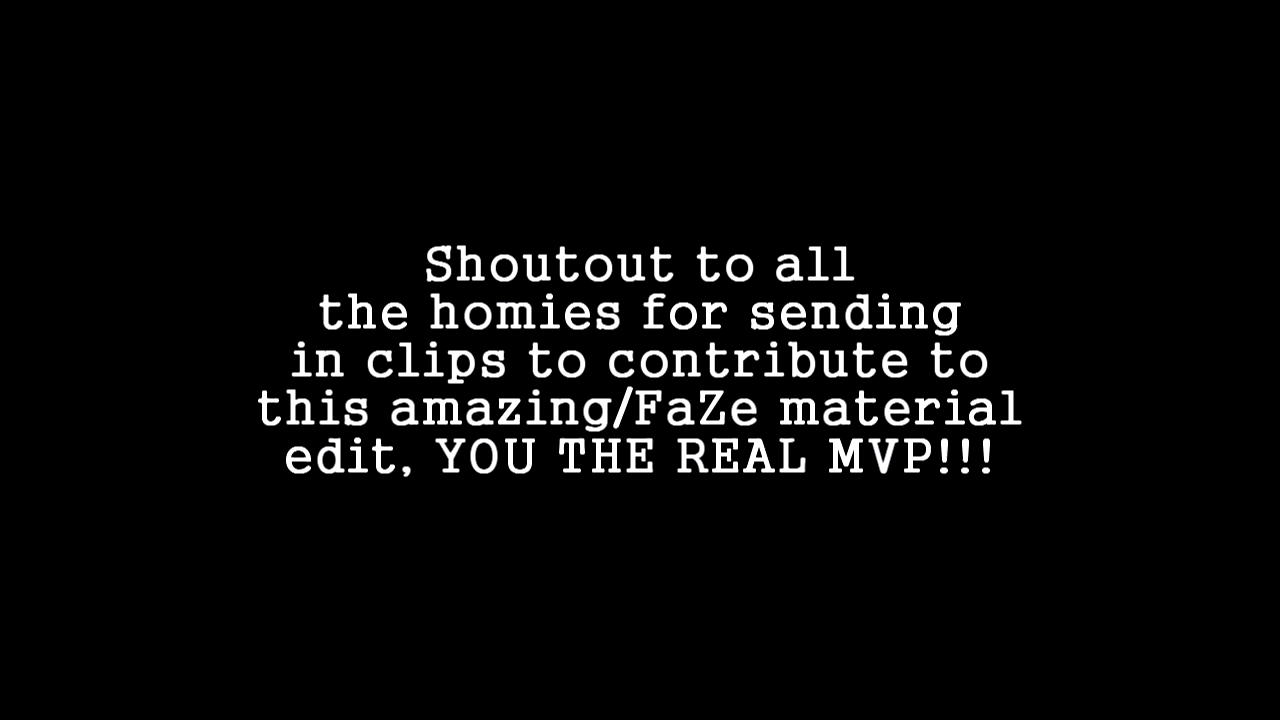 Shoutout to all
the homies for sending
in clips to contribute to
this amazing/FaZe material
edit, YOU THE REAL MVP!!!